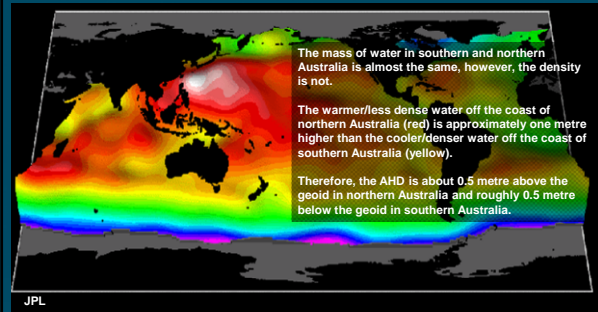 The mass of water in southern and northern
Australia is almost the same, however, the density
is not.
The warmer/less dense water off the coast of
northern Australia (red) is approximately one metre
higher than the cooler/denser water off the coast of
southern Australia (yellow).
Therefore, the AHD is about 0.5 metre above the
geoid in northern Australia and roughly 0.5 metre
below the geoid in southern Australia.
JPL